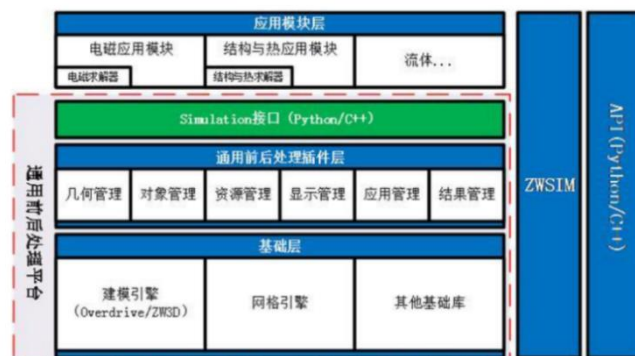 应用模块层
电磁应用模块
电磁求解器
结构与热应用模块
结构与热求解器
流体...
Simulation接口 (Python/C++)
通用前后处理插件层
几何管理
对象管理
资源管理
显示管理
应用管理
结果管理
基础层
建模引擎
(Overdrive/ZW3D)
网格引擎
其他基础库
通用前后处理平台
ZWSIM
API(Python/C++)